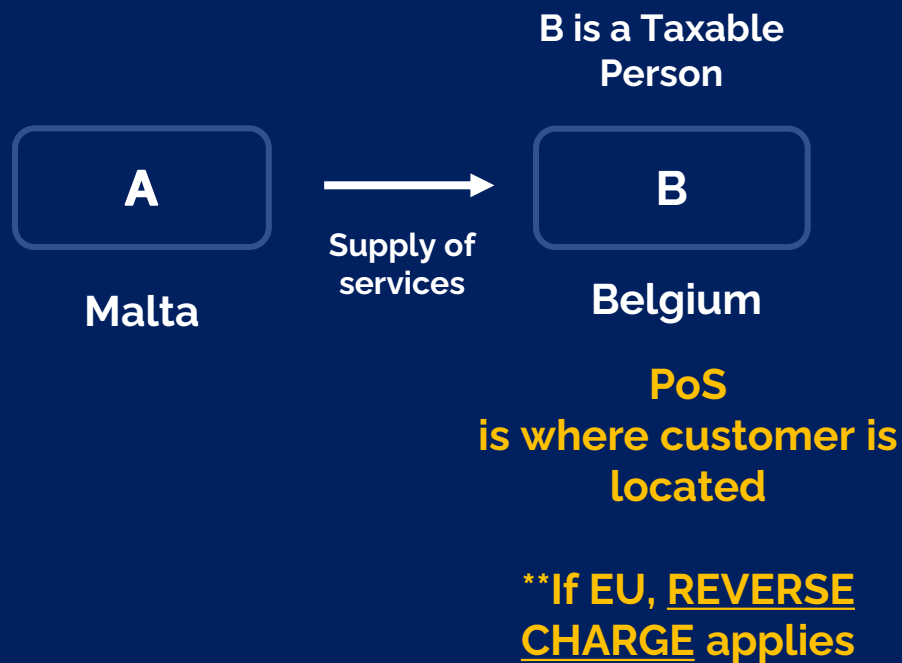 B is a Taxable
Person
A
B
Supply of
services
Malta
Belgium
PoS
is where customer is
located
**If EU, REVERSE
CHARGE applies